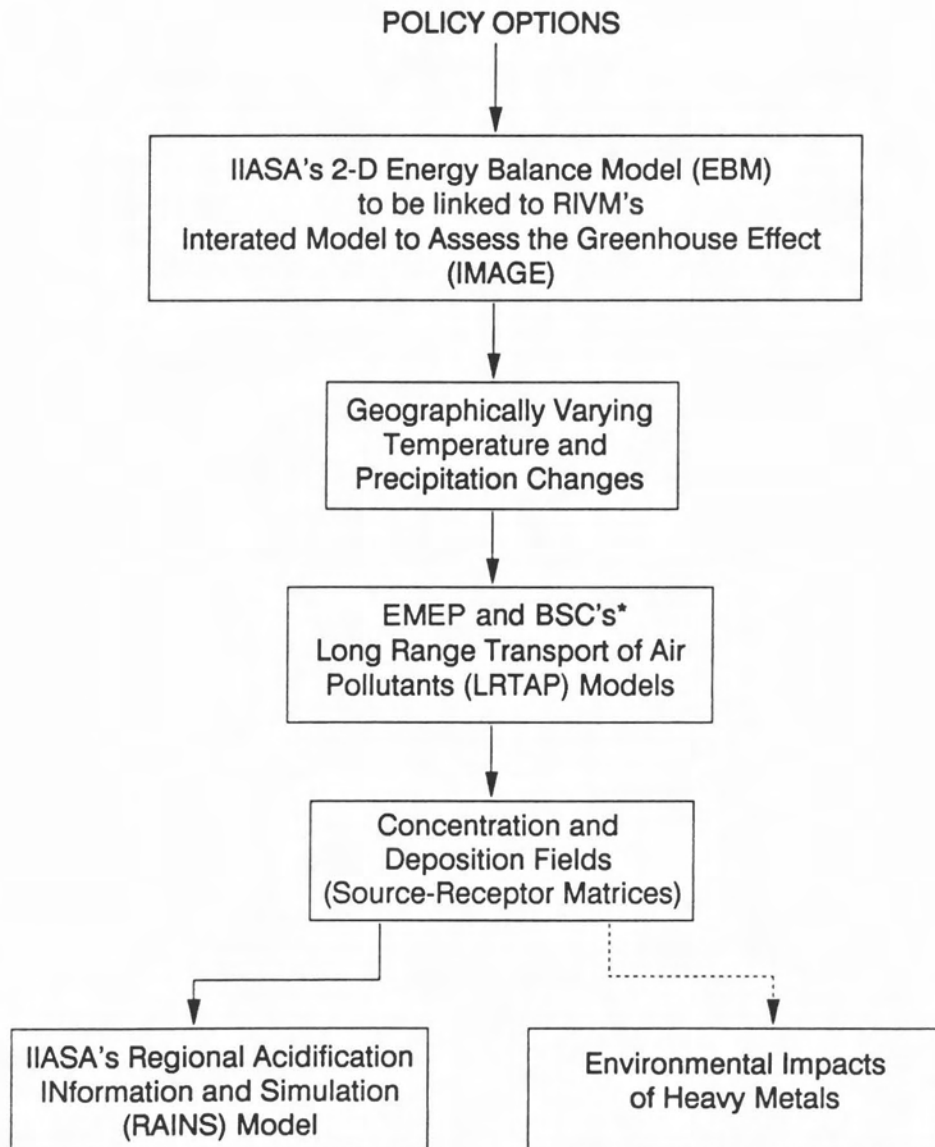 POLICY OPTIONS
IIASA's 2-D Energy Balance Model (EBM)
to be linked to RIVM's
Interated Model to Assess the Greenhouse Effect
(IMAGE)
Geographically Varying
Temperature and
Precipitation Changes
EMEP and BSC's*
Long Range Transport of Air
Pollutants (LRTAP) Models
Concentration and
Deposition Fields
(Source-Receptor Matrices)
IIASA's Regional Acidification
INformation and Simulation
(RAINS) Model
Environmental Impacts
of Heavy Metals